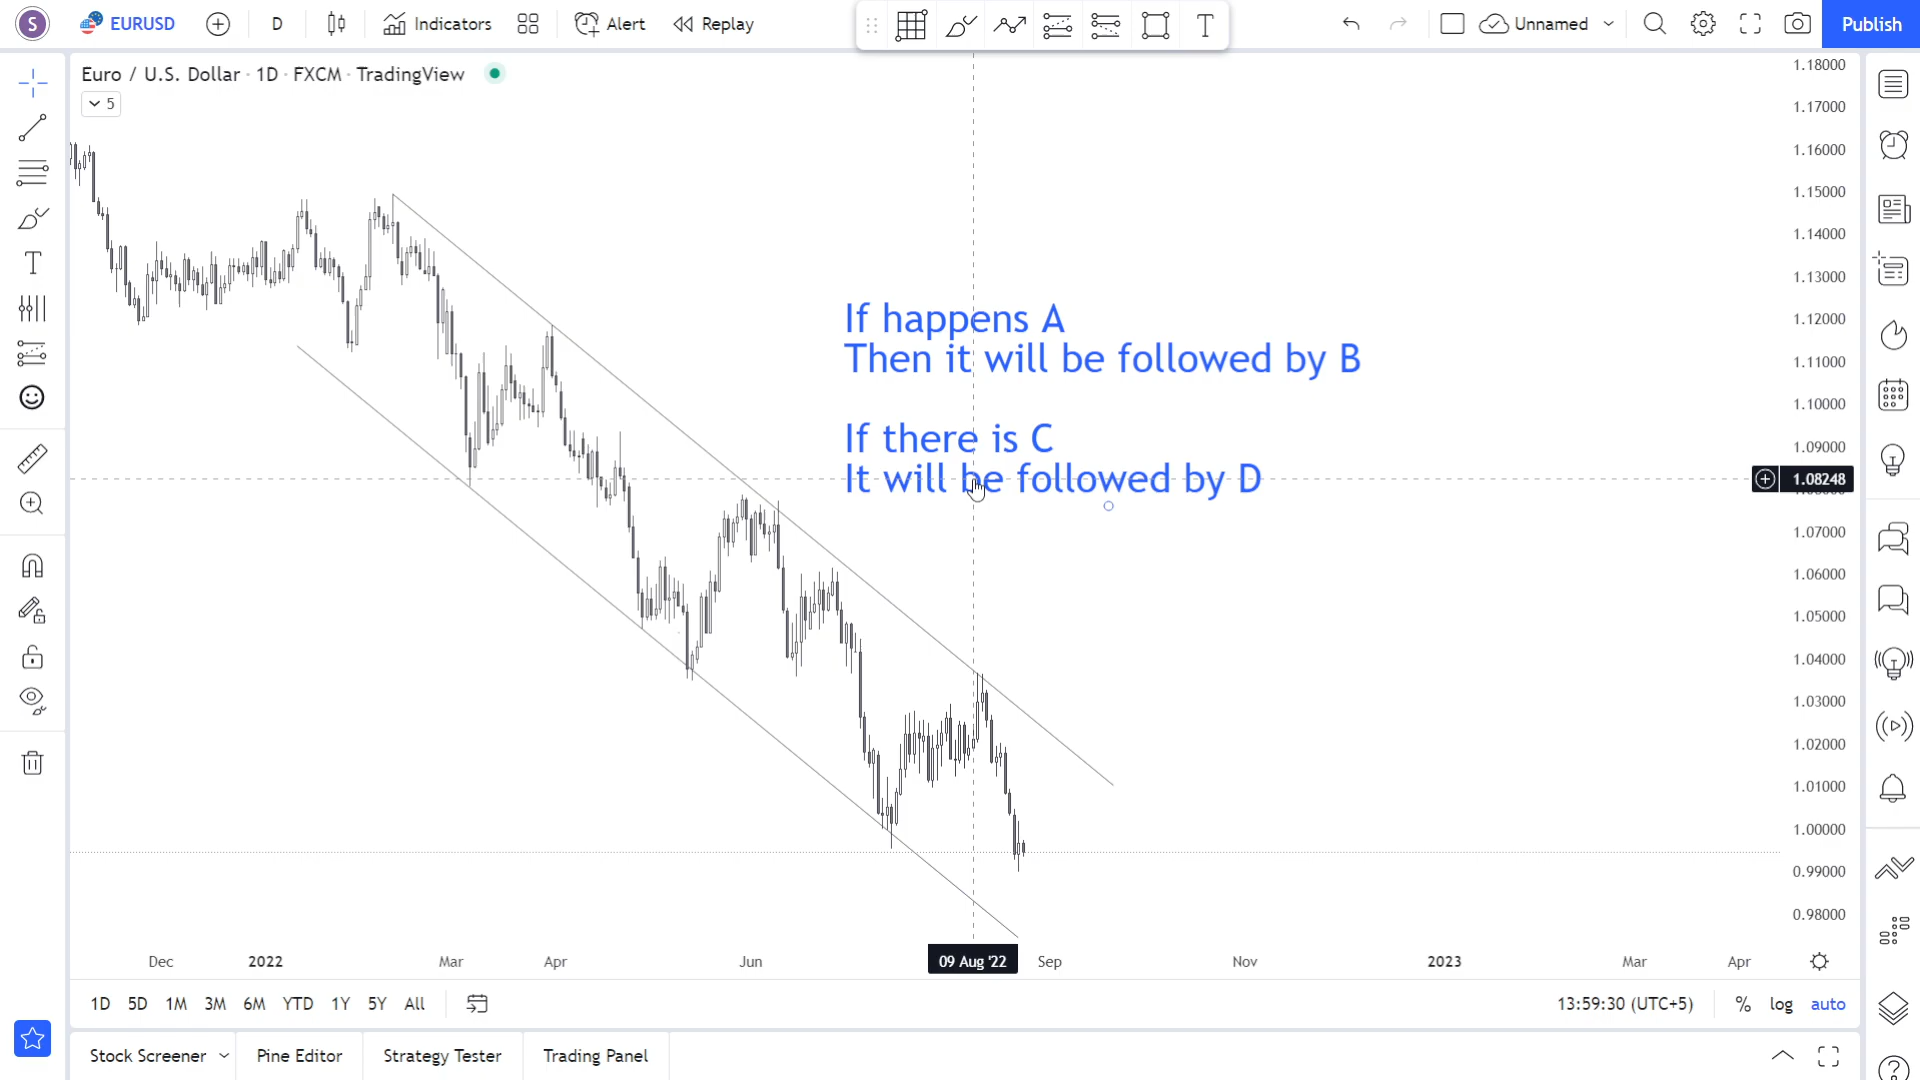 S
EURUSD
D
Indicators
Alert
Replay
T
Unnamed
Publish
Euro / U.S. Dollar · 1D · FXCM · TradingView
5
T
If happens A
Then it will be followed by B
If there is C
It will be followed by D
1.18000
1.17000
1.16000
1.15000
1.14000
1.13000
1.12000
1.11000
1.10000
1.09000
1.08248
1.07000
1.06000
1.05000
1.04000
1.03000
1.02000
1.01000
1.00000
0.99000
0.98000
Dec 2022 Mar Apr Jun 09 Aug '22 Sep Nov 2023 Mar Apr
1D 5D 1M 3M 6M YTD 1Y 5Y All
13:59:30 (UTC+5) % log auto
Stock Screener Pine Editor Strategy Tester Trading Panel